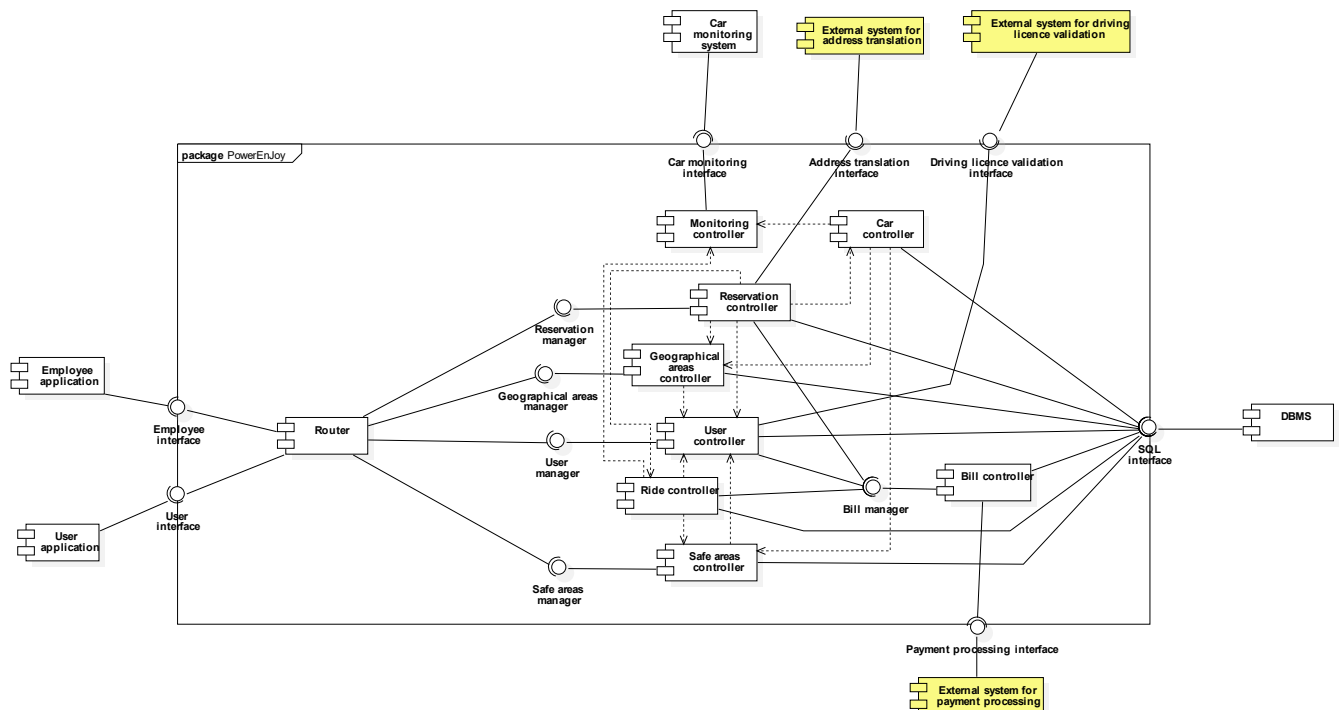 Car
monitoring
system
External system for
address translation
External system for driving
licence validation
package PowerEnJoy
Car monitoring
interface
Address translation
interface
Driving licence validation
interface
Monitoring
controller
Car
controller
Reservation
controller
Reservation
manager
Geographical
areas
controller
Employee
application
Geographical areas
manager
Employee
interface
Router
User
controller
DBMS
SQL
interface
User
manager
Ride controller
Bill controller
Bill manager
User
interface
User
application
Safe areas
controller
Safe areas
manager
Payment processing interface
External system for
payment processing